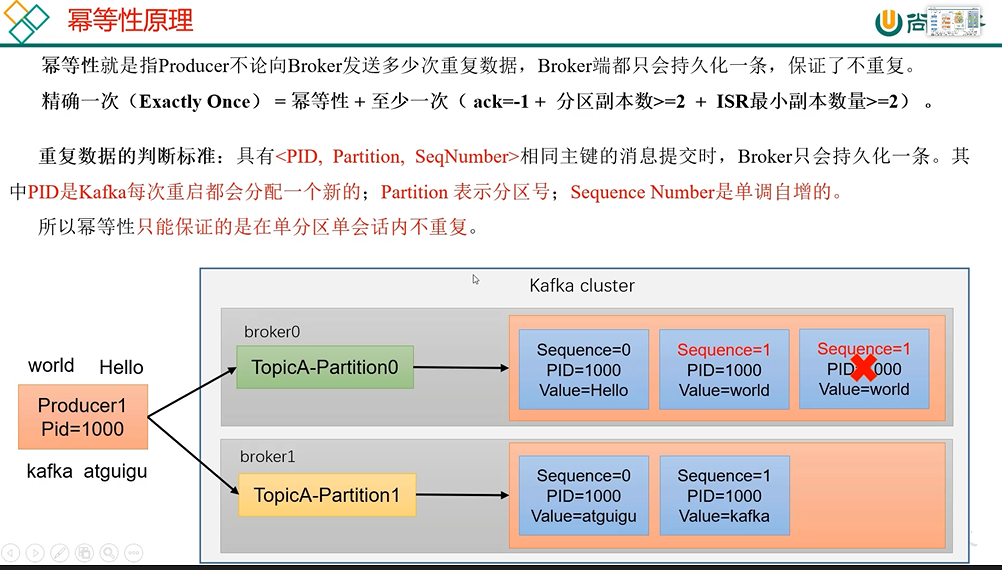 幂等性原理
尚
幂等性就是指Producer不论向Broker发送多少次重复数据，Broker端都只会持久化一条，保证了不重复。
精确一次（Exactly Once） = 幂等性 + 至少一次（ ack=-1 + 分区副本数>=2 + ISR最小副本数量>=2） 。
重复数据的判断标准：具有<PID, Partition, SeqNumber>相同主键的消息提交时，Broker只会持久化一条。其
中PID是Kafka每次重启都会分配一个新的；Partition 表示分区号；Sequence Number是单调自增的。
所以幂等性只能保证的是在单分区单会话内不重复。
Kafka cluster
broker0
TopicA-Partition0
Sequence=0
PID=1000
Value=Hello
Sequence=1
PID=1000
Value=world
Sequence=1
PID 000
Value=world
world Hello
Producer1
Pid=1000
kafka atguigu
broker1
TopicA-Partition1
Sequence=0
PID=1000
Value=atguigu
Sequence=1
PID=1000
Value=kafka